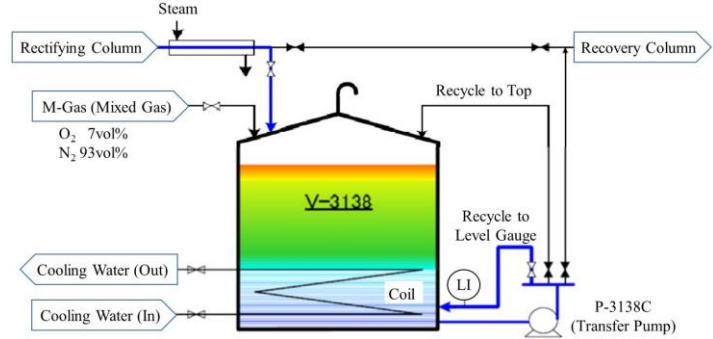 Steam
Rectifying Column
Recovery Column
M-Gas (Mixed Gas)
Recycle to Top
O₂ 7vol%
N₂ 93vol%
V-3138
Recycle to
Level Gauge
Cooling Water (Out)
Coil
LI
Cooling Water (In)
P-3138C
(Transfer Pump)